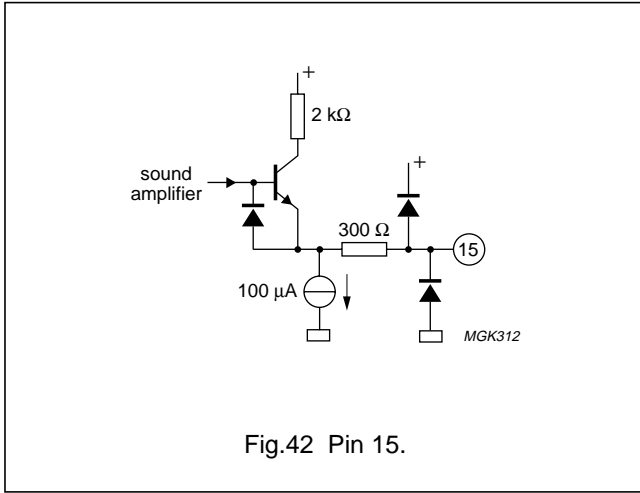 +
2 kΩ
sound
amplifier
+
300 Ω
15
100 μA
MGK312
Fig.42 Pin 15.